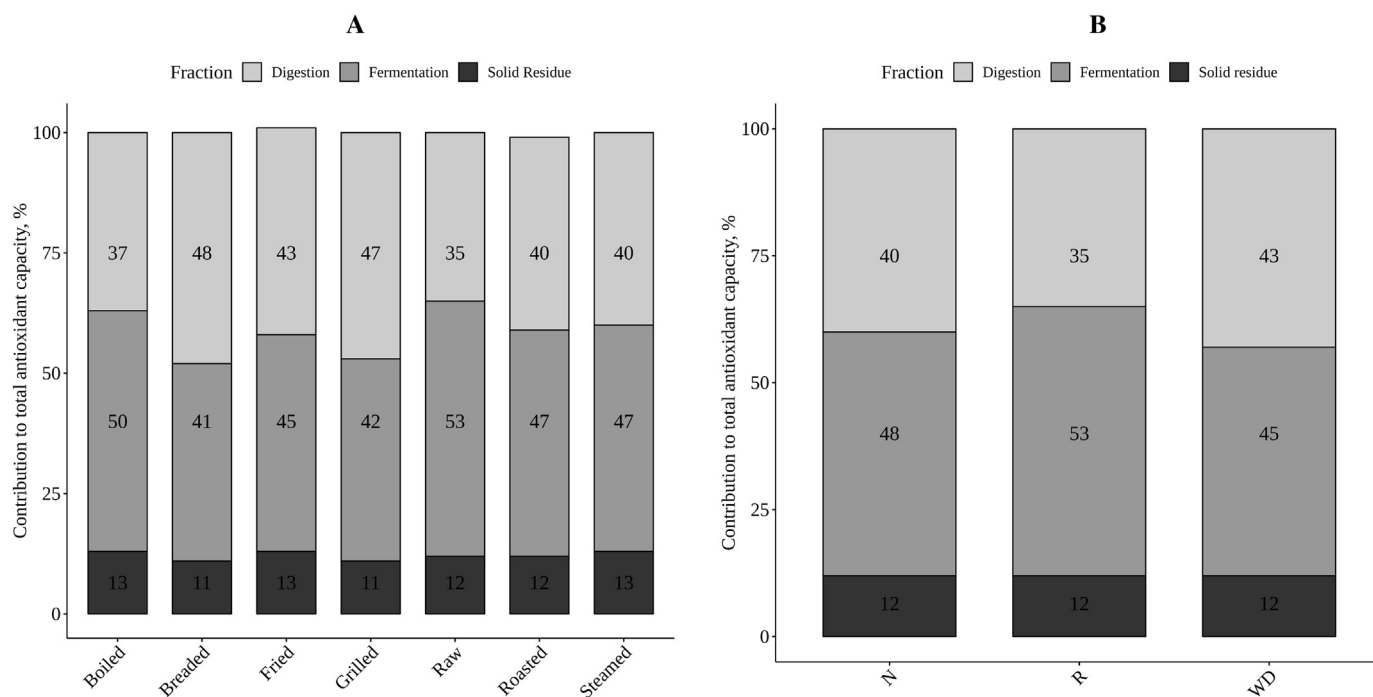 A
Fraction Digestion Fermentation Solid Residue
Contribution to total antioxidant capacity, %
100
75
50
25
0
37 48 43 47 35 40 40
50 41 45 42 53 47 47
13 11 13 11 12 12 13
Boiled Breaded Fried Grilled Raw Roasted Steamed
B
Fraction Digestion Fermentation Solid residue
Contribution to total antioxidant capacity, %
100
75
50
25
0
40 35 43
48 53 45
12 12 12
N R WD